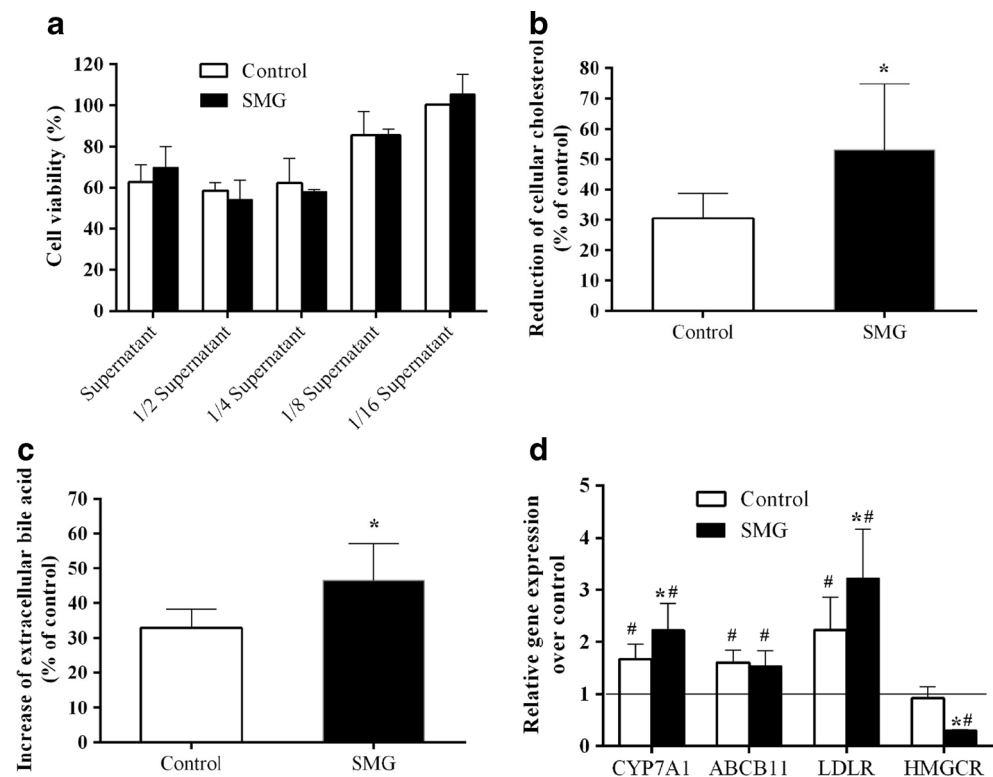 a
Cell viability (%)
120
100
80
60
40
20
0
Control
SMG
Supernatant
1/2 Supernatant
1/4 Supernatant
1/8 Supernatant
1/16 Supernatant
b
Reduction of cellular cholesterol
(% of control)
80
70
60
50
40
30
20
10
0
*
Control
SMG
c
Increase of extracellular bile acid
(% of control)
70
60
50
40
30
20
10
0
*
Control
SMG
d
Relative gene expression
over control
5
4
3
2
1
0
Control
SMG
#
*#
#
#
#
*#
*#
CYP7A1
ABCB11
LDLR
HMGCR